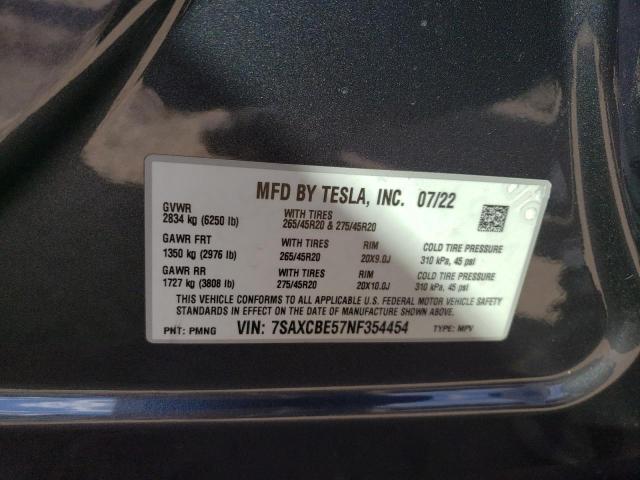 MFD BY TESLA, INC. 07/22
GVWR
2834 kg (6250 lb)
WITH TIRES
265/45R20 & 275/45R20
GAWR FRT
1350 kg (2976 lb)
WITH TIRES
265/45R20
RIM
20X9.0J
COLD TIRE PRESSURE
310 kPa, 45 psi
GAWR RR
1727 kg (3808 lb)
WITH TIRES
275/45R20
RIM
20X10.0J
COLD TIRE PRESSURE
310 kPa, 45 psi
THIS VEHICLE CONFORMS TO ALL APPLICABLE U.S. FEDERAL MOTOR VEHICLE SAFETY
STANDARDS IN EFFECT ON THE DATE OF MANUFACTURE SHOWN ABOVE.
PNT: PMNG VIN: 7SAXCBE57NF354454 TYPE: MPV